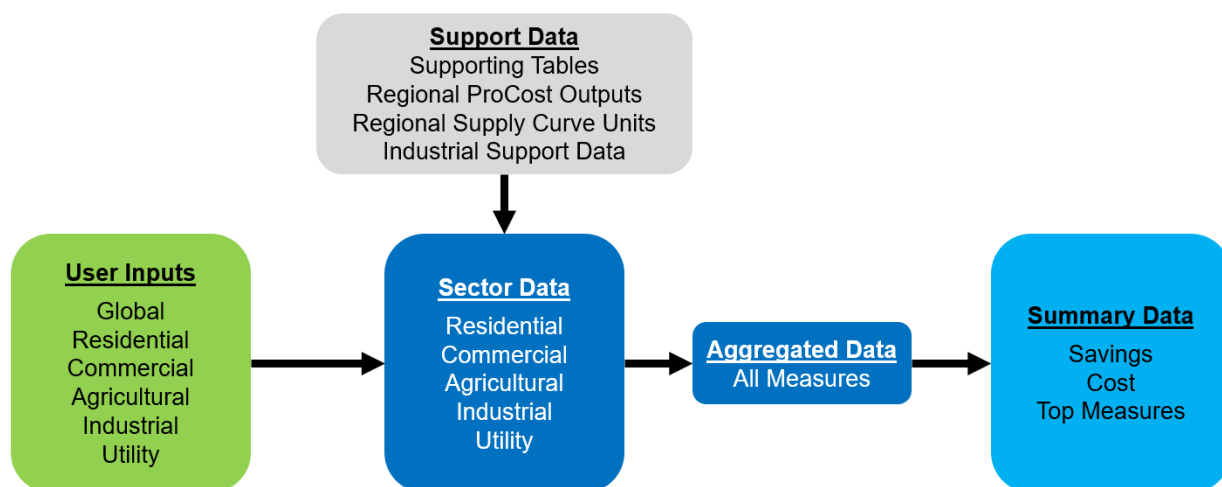 Support Data
Supporting Tables
Regional ProCost Outputs
Regional Supply Curve Units
Industrial Support Data
User Inputs
Global
Residential
Commercial
Agricultural
Industrial
Utility
Sector Data
Residential
Commercial
Agricultural
Industrial
Utility
Aggregated Data
All Measures
Summary Data
Savings
Cost
Top Measures